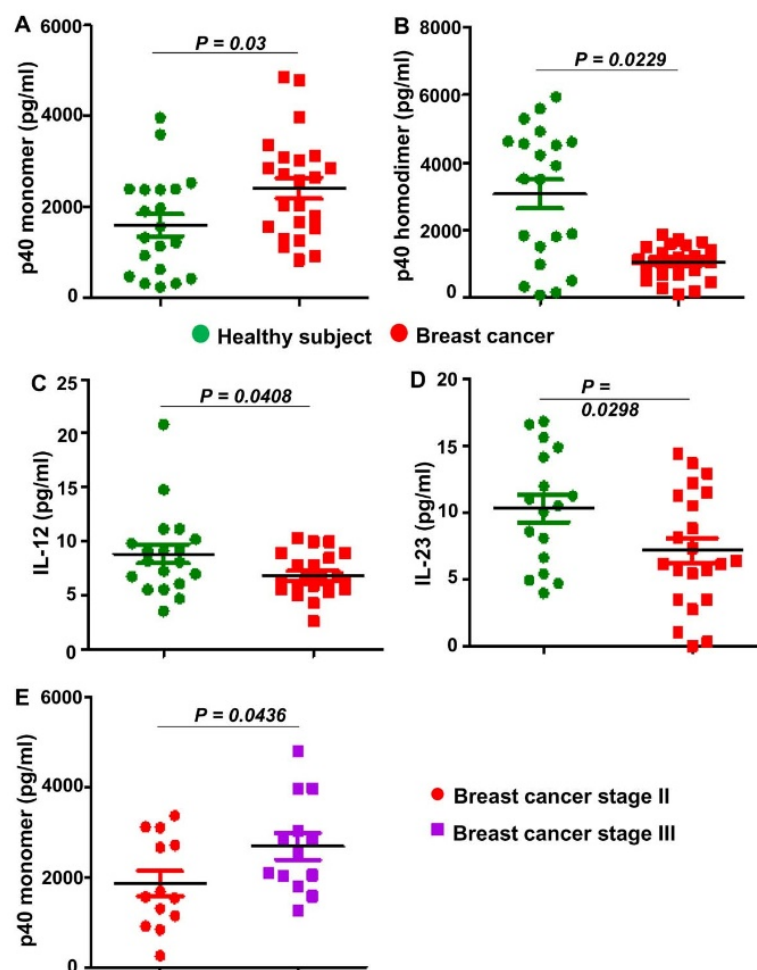 A
p40 monomer (pg/ml)
6000
4000
2000
0
P = 0.03
B
p40 homodimer (pg/ml)
8000
6000
4000
2000
0
P = 0.0229
Healthy subject
Breast cancer
C
IL-12 (pg/ml)
25
20
15
10
5
0
P = 0.0408
D
IL-23 (pg/ml)
20
15
10
5
0
P =
0.0298
E
p40 monomer (pg/ml)
6000
4000
2000
0
P = 0.0436
Breast cancer stage II
Breast cancer stage III